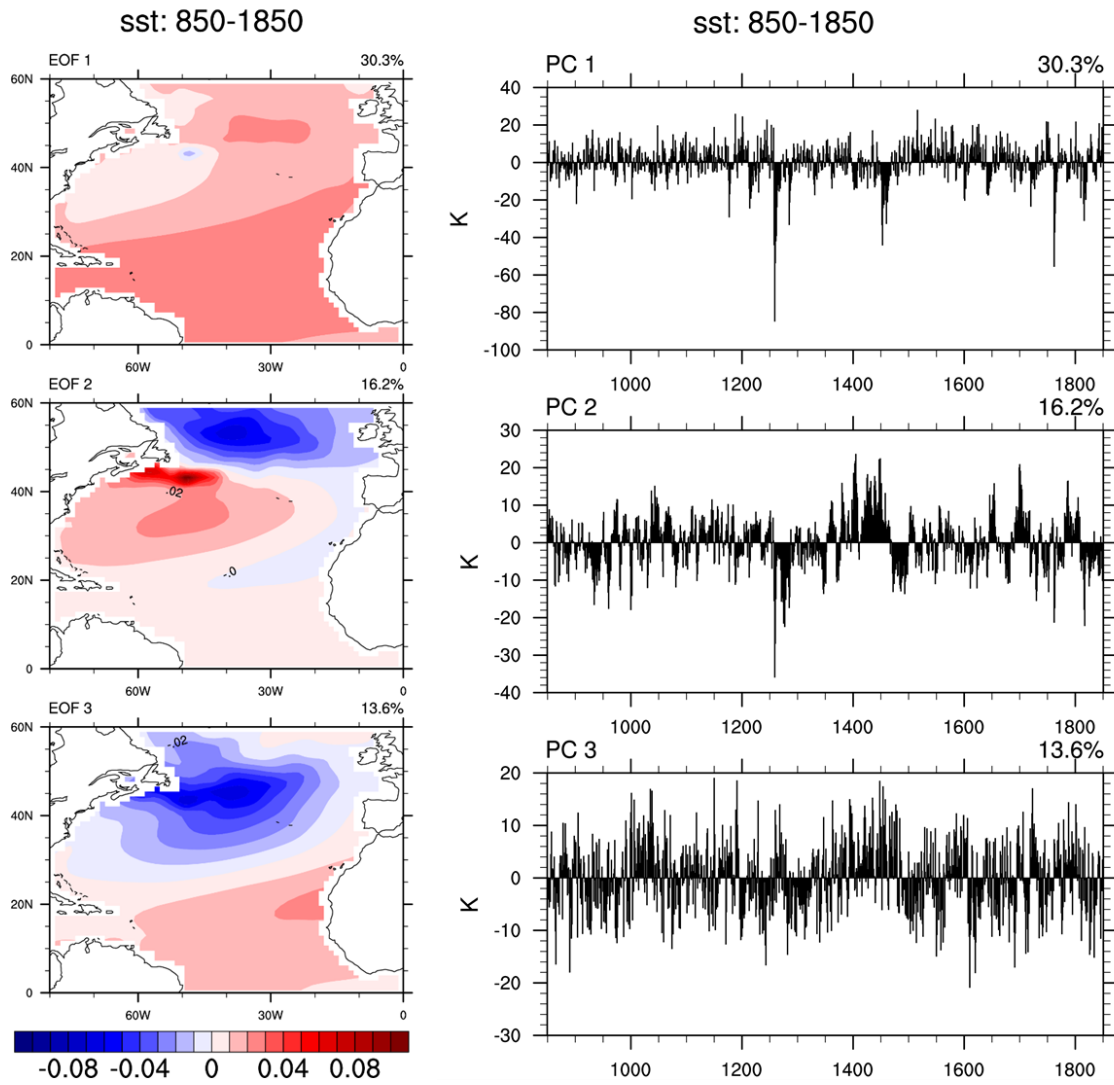 sst: 850-1850
EOF 1 30.3%
60N
40N
20N
0
60W 30W 0
EOF 2 16.2%
60N
40N
20N
0
.02
-.0
60W 30W 0
EOF 3 13.6%
60N
40N
20N
0
-.02
60W 30W 0
-0.08 -0.04 0 0.04 0.08
sst: 850-1850
PC 1 30.3%
40
20
0
-20
-40
-60
-80
-100
K
1000 1200 1400 1600 1800
PC 2 16.2%
30
20
10
0
-10
-20
-30
-40
K
1000 1200 1400 1600 1800
PC 3 13.6%
20
10
0
-10
-20
-30
K
1000 1200 1400 1600 1800